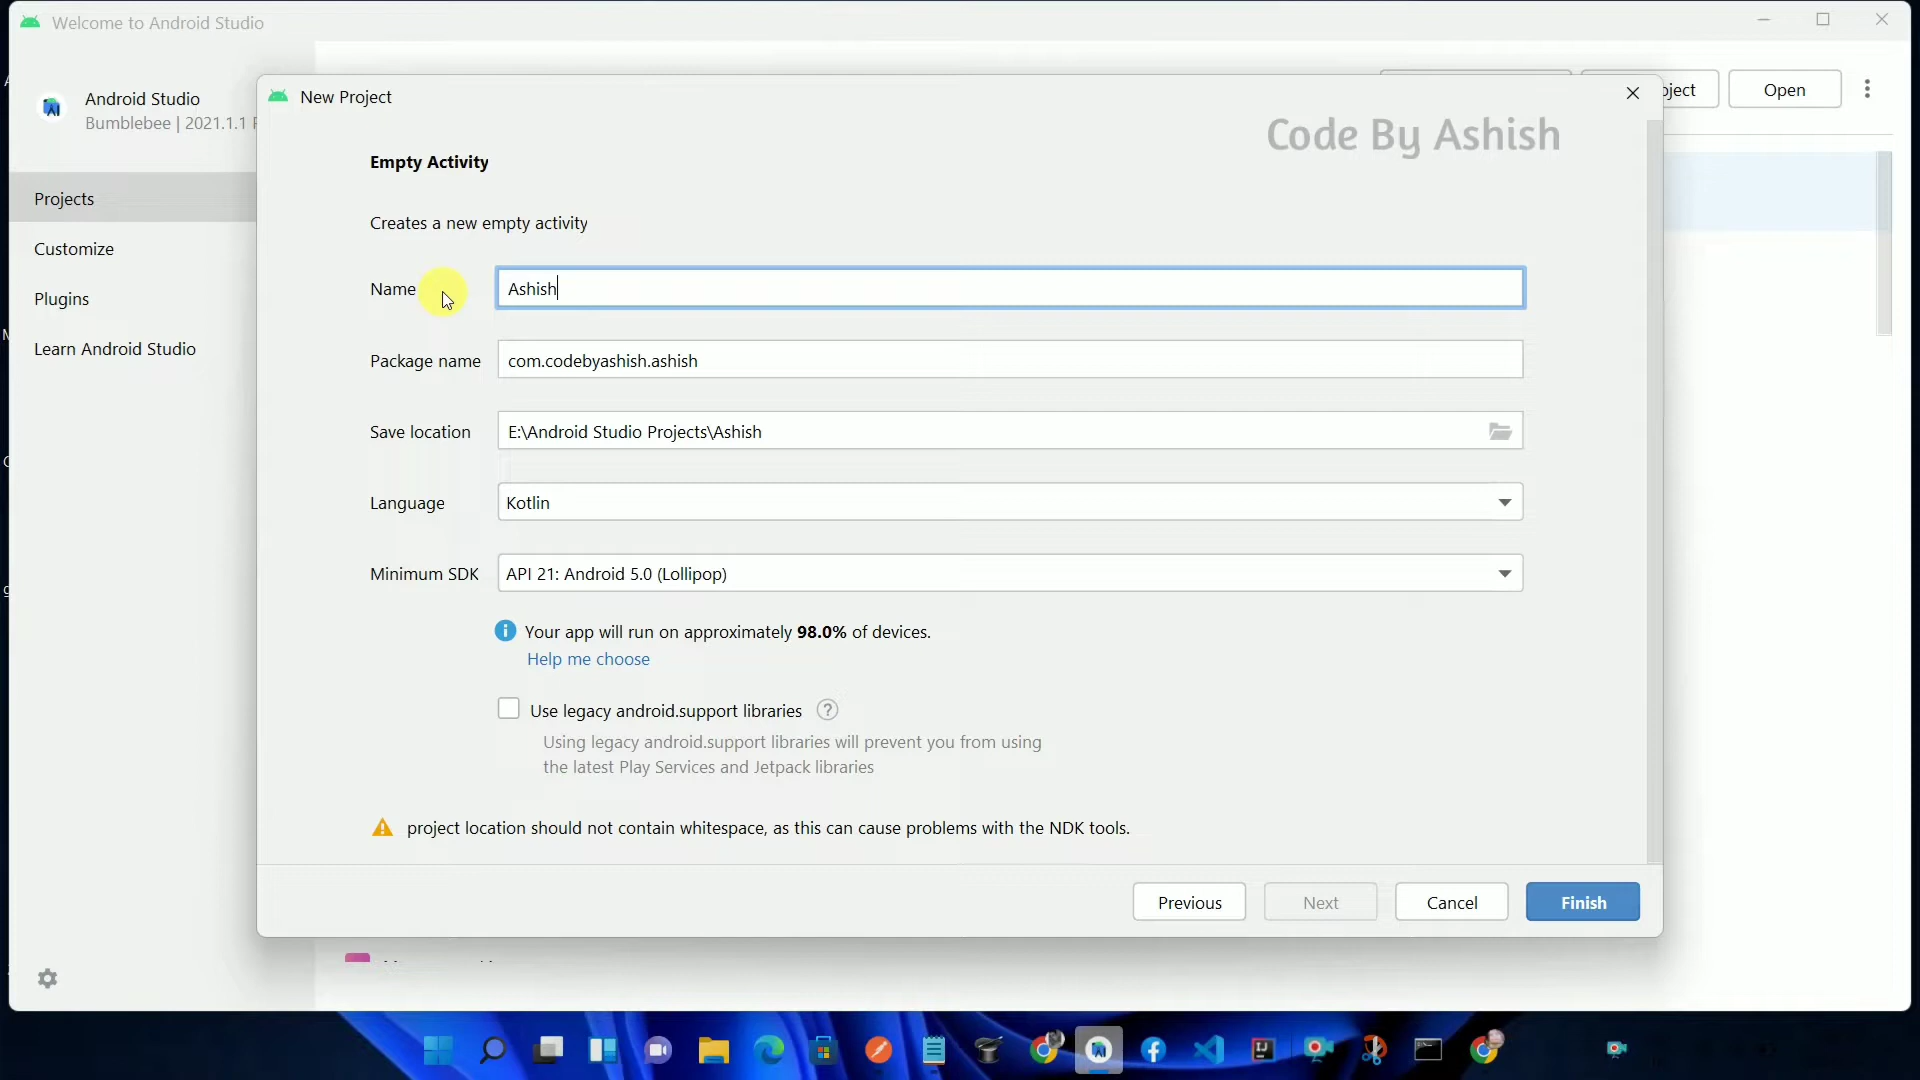 Welcome to Android Studio
Android Studio
Bumblebee | 2021.1.1
Projects
Customize
Plugins
Learn Android Studio
Open
New Project
Code By Ashish
Empty Activity
Creates a new empty activity
Name
Ashish
Package name
com.codebyashish.ashish
Save location
E:\Android Studio Projects\Ashish
Language
Kotlin
Minimum SDK
API 21: Android 5.0 (Lollipop)
Your app will run on approximately 98.0% of devices.
Help me choose
Use legacy android.support libraries
Using legacy android.support libraries will prevent you from using
the latest Play Services and Jetpack libraries
project location should not contain whitespace, as this can cause problems with the NDK tools.
Previous
Next
Cancel
Finish